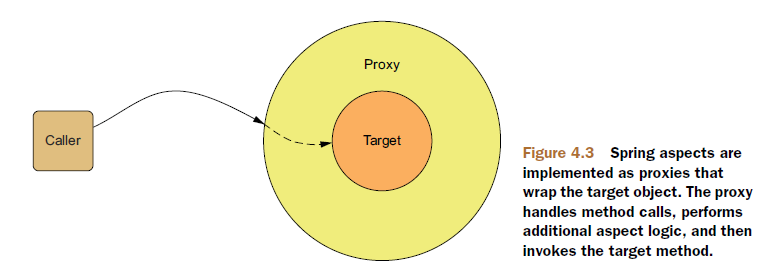 Proxy
Caller
Target
Figure 4.3 Spring aspects are
implemented as proxies that
wrap the target object. The proxy
handles method calls, performs
additional aspect logic, and then
invokes the target method.